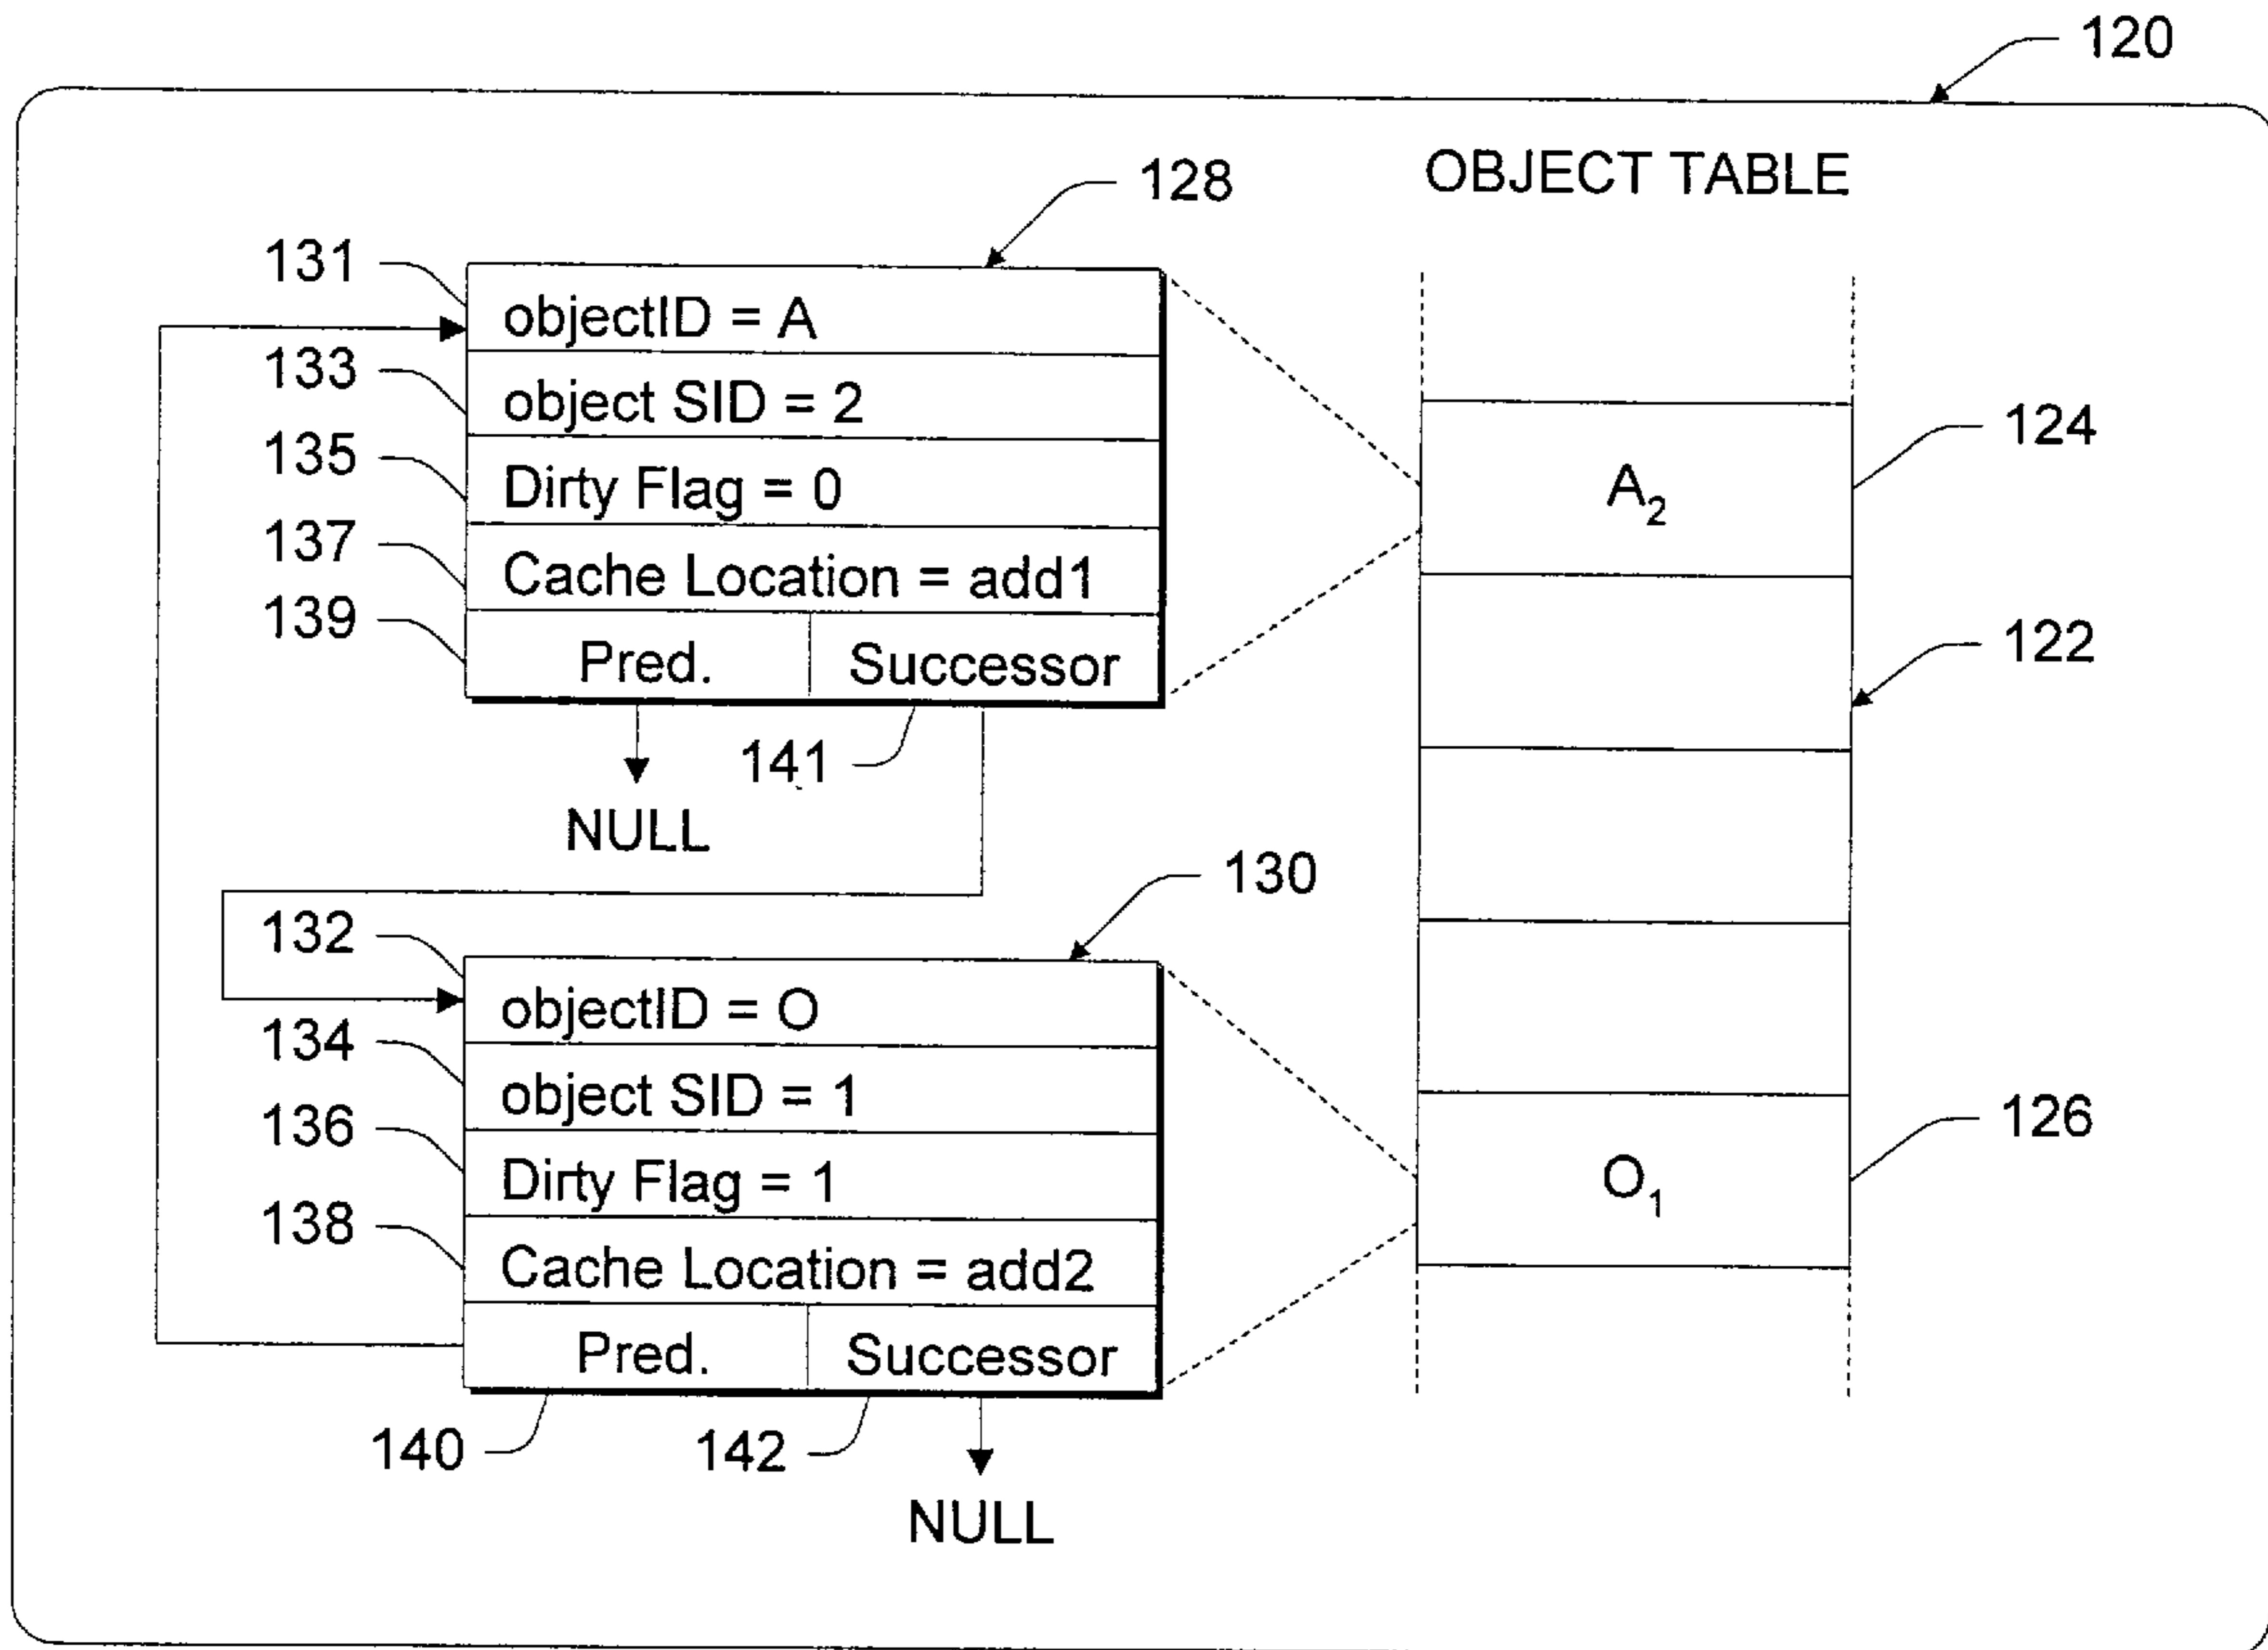 120
OBJECT TABLE
128
131
objectID = A
133
object SID = 2
135
Dirty Flag = 0
137
Cache Location = add1
139
Pred.
Successor
141
NULL
A2
124
122
130
132
objectID = O
134
object SID = 1
136
Dirty Flag = 1
138
Cache Location = add2
Pred.
Successor
140
142
NULL
O1
126